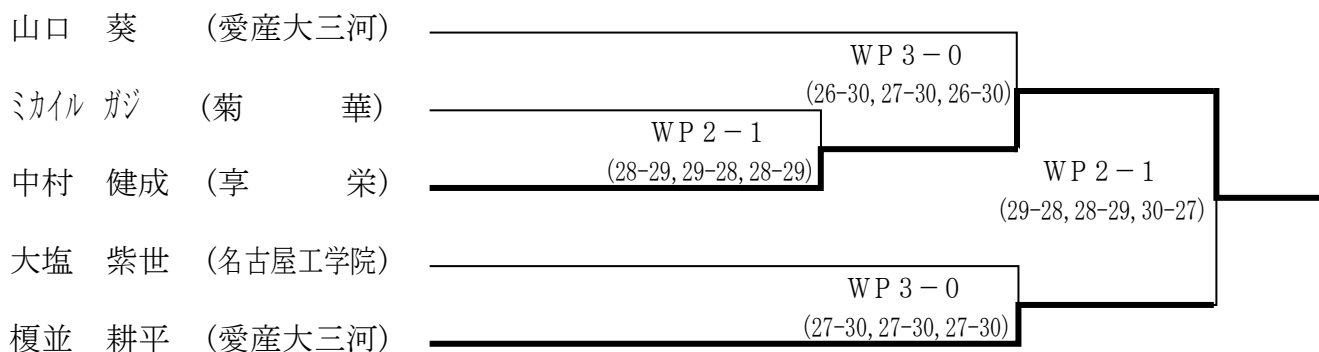 山口 葵 (愛産大三河)
WP3-0
(26-30, 27-30, 26-30)
ミカイル ガジ (菊 華)
WP2-1
(28-29, 29-28, 28-29)
中村 健成 (享 栄)
WP2-1
(29-28, 28-29, 30-27)
大塩 紫世 (名古屋工学院)
WP3-0
(27-30, 27-30, 27-30)
榎並 耕平 (愛産大三河)